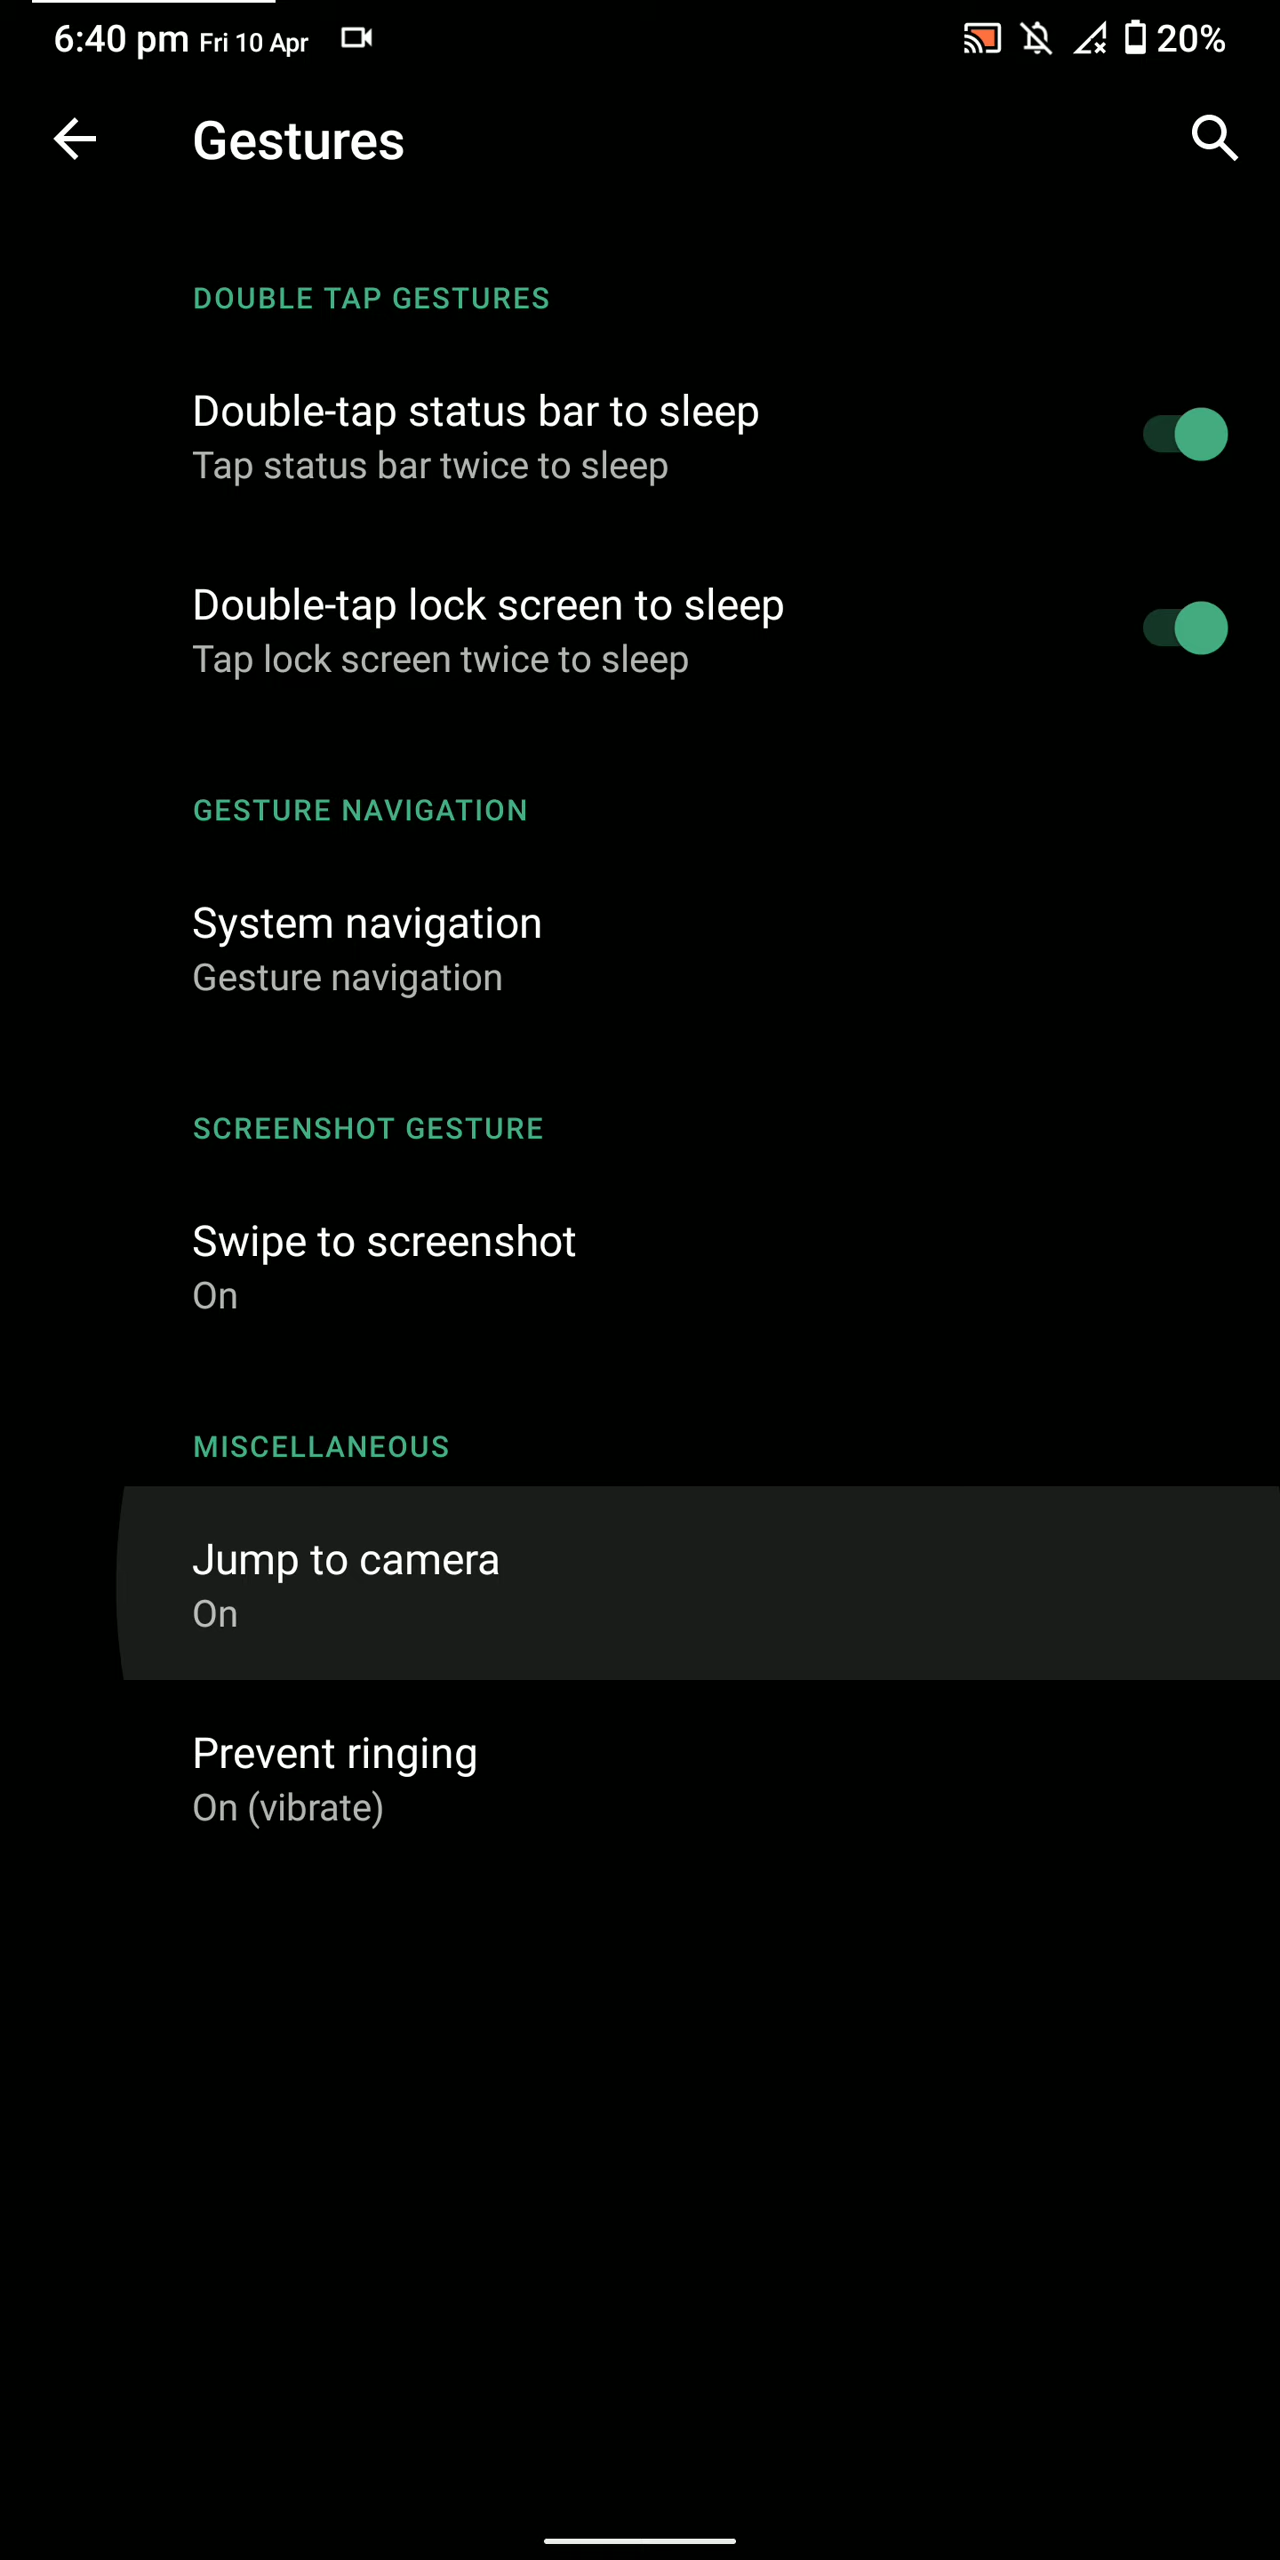 6:40 pm Fri 10 Apr 20%
Gestures
DOUBLE TAP GESTURES
Double-tap status bar to sleep
Tap status bar twice to sleep
Double-tap lock screen to sleep
Tap lock screen twice to sleep
GESTURE NAVIGATION
System navigation
Gesture navigation
SCREENSHOT GESTURE
Swipe to screenshot
On
MISCELLANEOUS
Jump to camera
On
Prevent ringing
On (vibrate)